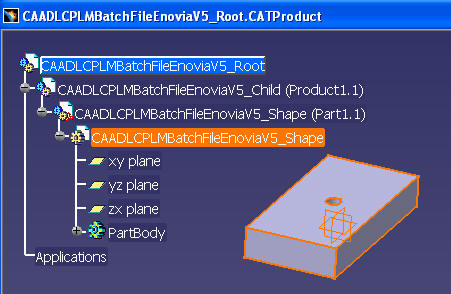 CAADLCPLMBatchFileEnoviaV5_Root.CATProduct
CAADLCPLMBatchFileEnoviaV5_Root
CAADLCPLMBatchFileEnoviaV5_Child (Product1.1)
CAADLCPLMBatchFileEnoviaV5_Shape (Part1.1)
CAADLCPLMBatchFileEnoviaV5_Shape
xy plane
yz plane
zx plane
PartBody
Applications